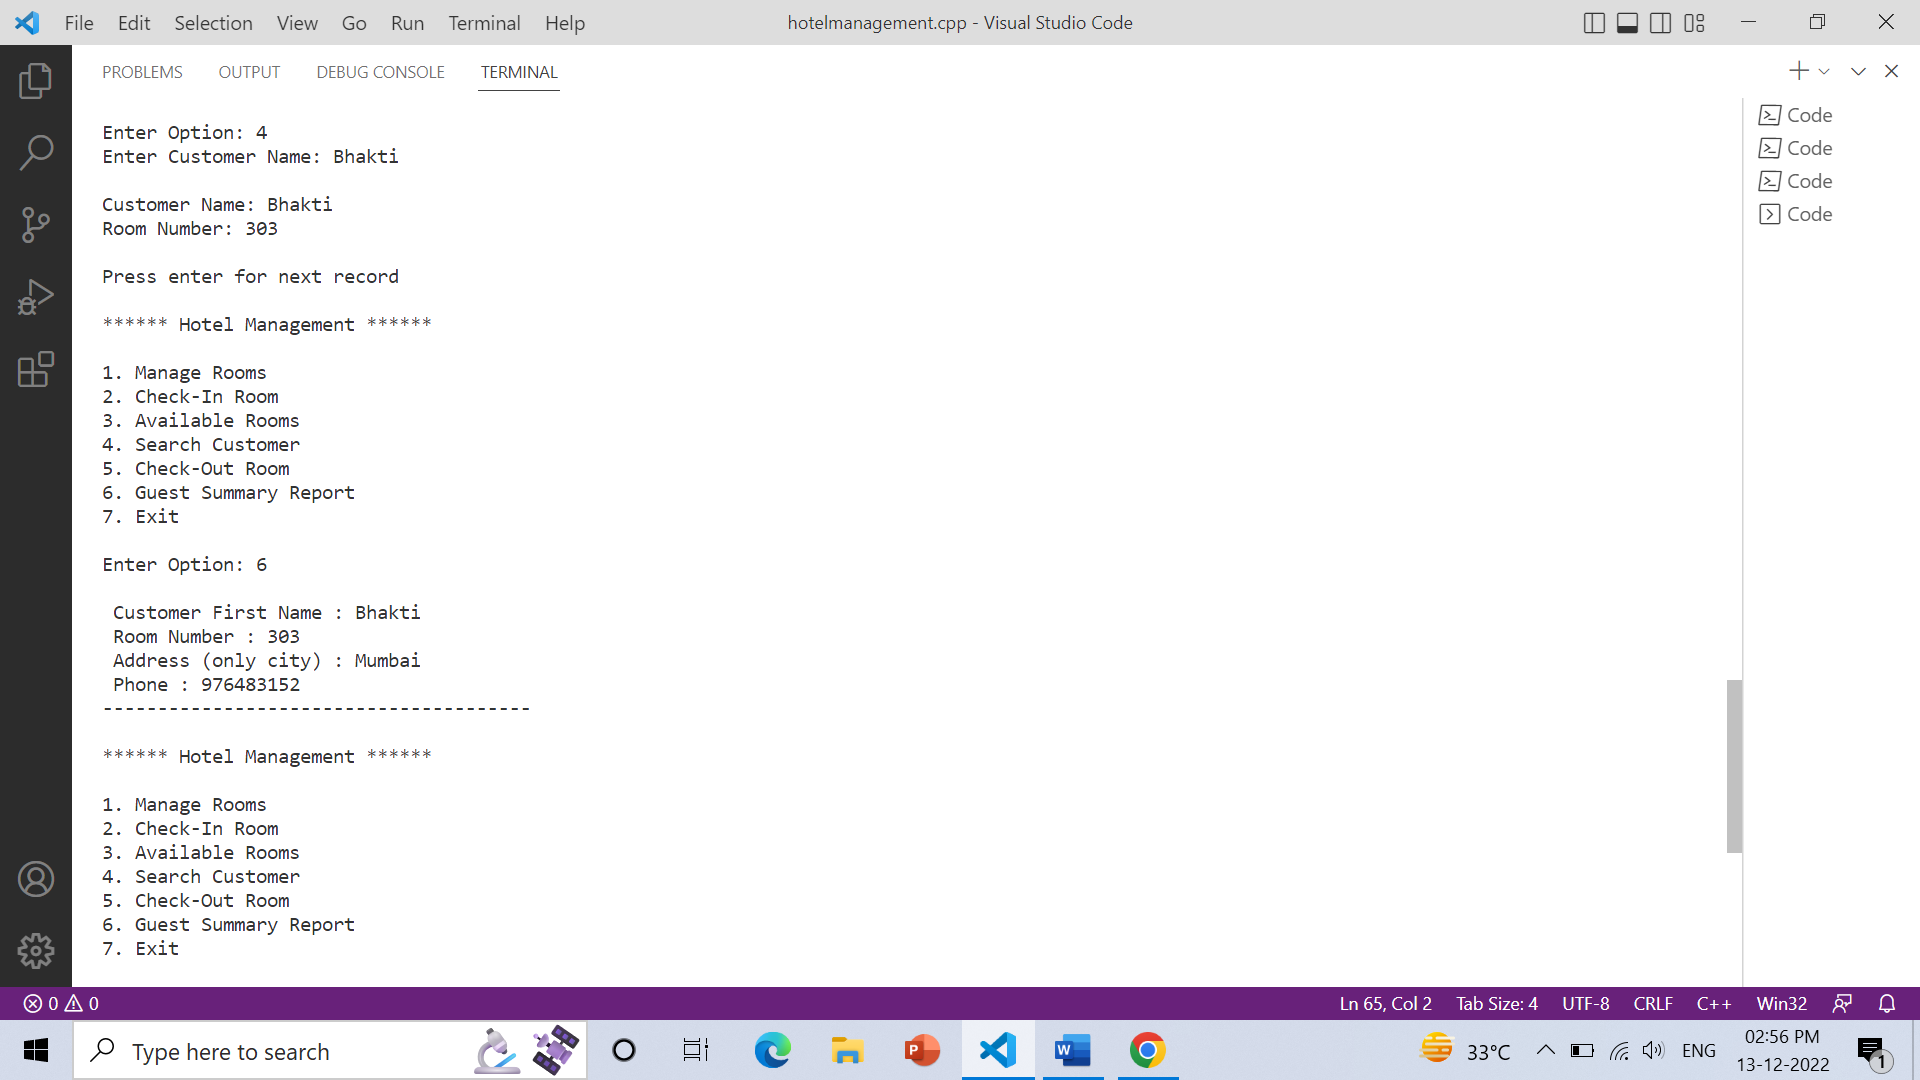 File Edit Selection View Go Run Terminal Help
hotelmanagement.cpp - Visual Studio Code
PROBLEMS OUTPUT DEBUG CONSOLE TERMINAL
Enter Option: 4
Enter Customer Name: Bhakti
Customer Name: Bhakti
Room Number: 303
Press enter for next record
****** Hotel Management ******
1. Manage Rooms
2. Check-In Room
3. Available Rooms
4. Search Customer
5. Check-Out Room
6. Guest Summary Report
7. Exit
Enter Option: 6
Customer First Name : Bhakti
Room Number : 303
Address (only city) : Mumbai
Phone : 976483152
---------------------------------------
****** Hotel Management ******
1. Manage Rooms
2. Check-In Room
3. Available Rooms
4. Search Customer
5. Check-Out Room
6. Guest Summary Report
7. Exit
Code
Code
Code
Code
0 0
Ln 65, Col 2 Tab Size: 4 UTF-8 CRLF C++ Win32
Type here to search
P
W
33°C
ENG
02:56 PM
13-12-2022
1